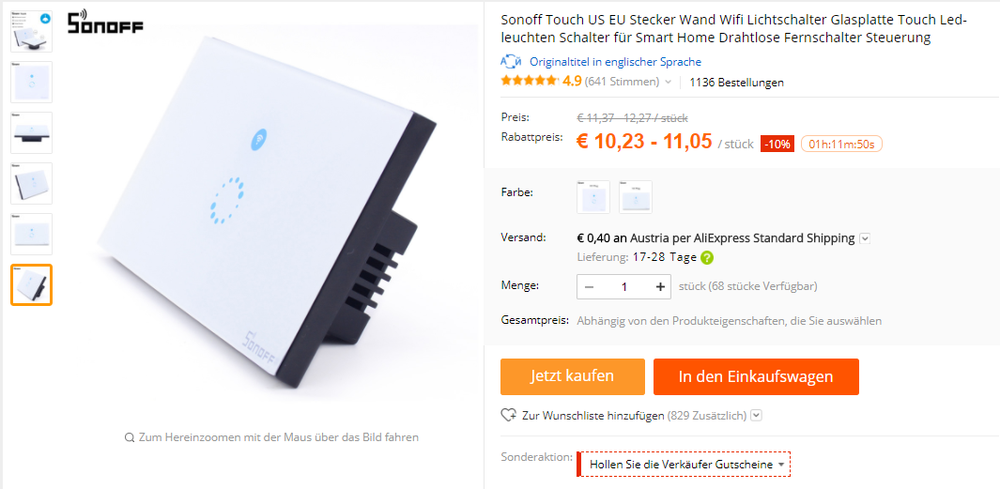 SONOFF
Sonoff Touch US EU Stecker Wand Wifi Lichtschalter Glasplatte Touch Led-
leuchten Schalter für Smart Home Drahtlose Fernschalter Steuerung
Originaltitel in englischer Sprache
4.9 (641 Stimmen) 1136 Bestellungen
Preis: € 11,37 - 12,27 / stück
Rabattpreis: € 10,23 - 11,05 / stück -10% 01h:11m:50s
Farbe:
Versand: € 0,40 an Austria per AliExpress Standard Shipping
Lieferung: 17-28 Tage ?
Menge: − 1 + stück (68 stücke Verfügbar)
Gesamtpreis: Abhängig von den Produkteigenschaften, die Sie auswählen
SONOFF
Jetzt kaufen In den Einkaufswagen
Zur Wunschliste hinzufügen (829 Zusätzlich)
Zum Hereinzoomen mit der Maus über das Bild fahren
Sonderaktion: Hollen Sie die Verkäufer Gutscheine